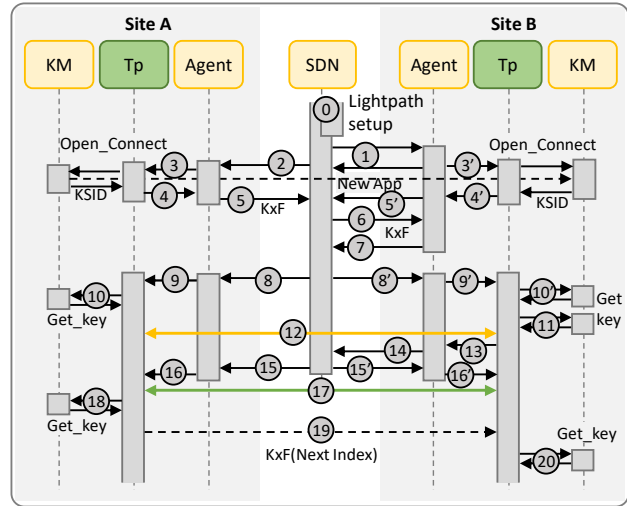 Site A
Site B
KM
Tp
Agent
SDN
Agent
Tp
KM
0
Lightpath
setup
Open_Connect
1
Open_Connect
3
2
3′
KSID
4
New App
4′
KSID
5
KxF
5′
6
KxF
7
9
8
8′
9′
10
10′
Get
Get_key
11
key
12
13
14
16
15
15′
16′
17
18
Get_key
19
Get_key
KxF(Next Index)
20